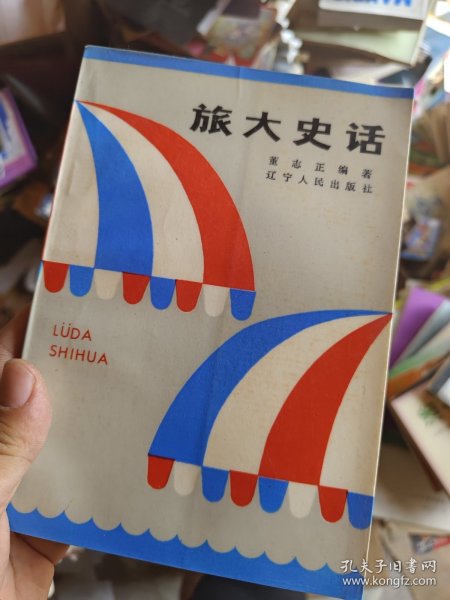 旅大史话
董志正编著
辽宁人民出版社
LÜDA
SHIHUA
孔夫子旧书网
www.kongfz.com